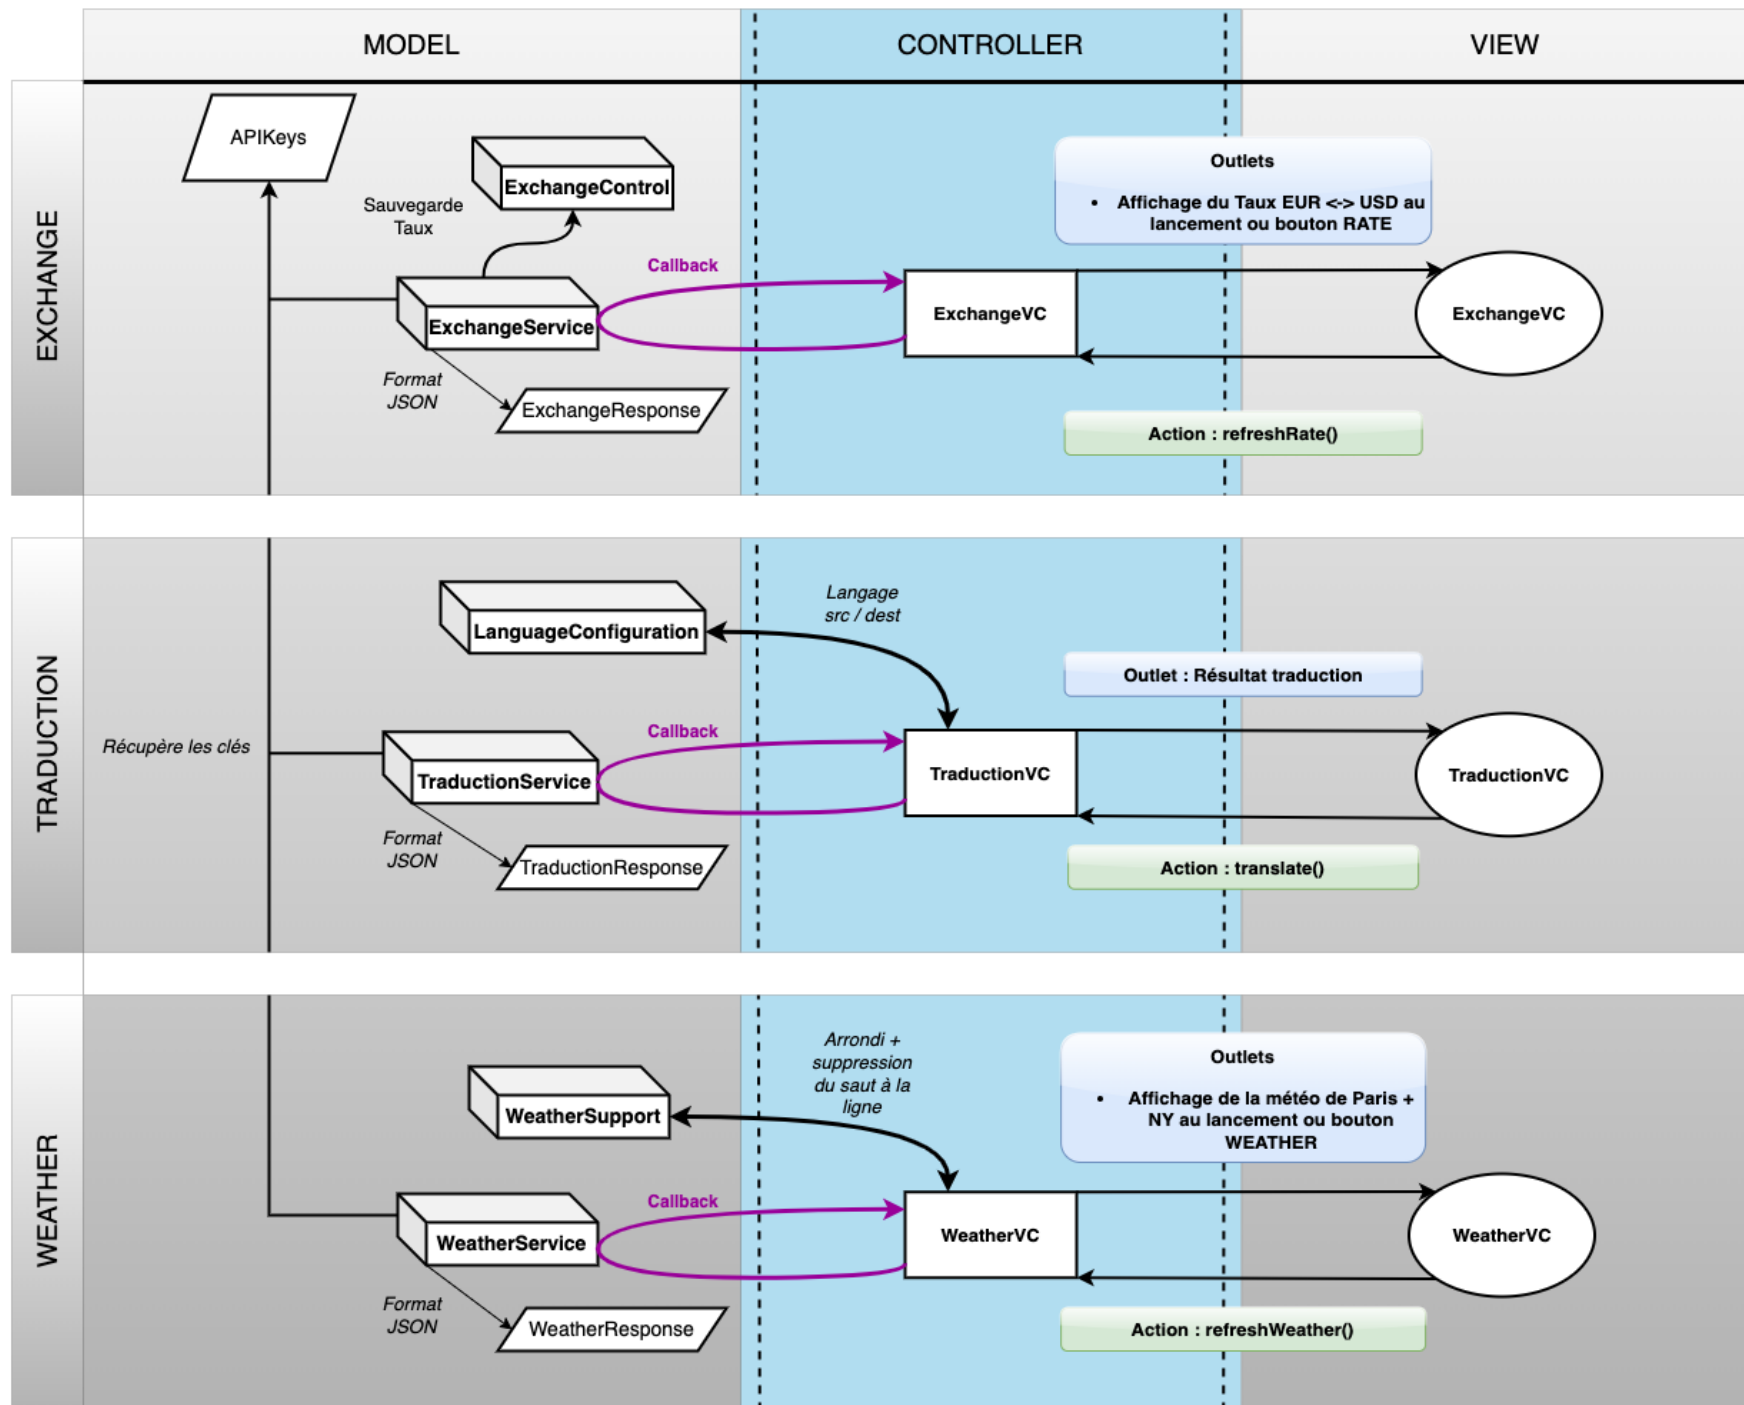 MODEL
CONTROLLER
VIEW
EXCHANGE
APIKeys
ExchangeControl
Sauvegarde
Taux
Callback
ExchangeService
Format
JSON
ExchangeResponse
ExchangeVC
Outlets
• Affichage du Taux EUR <-> USD au
lancement ou bouton RATE
ExchangeVC
Action : refreshRate()
TRADUCTION
LanguageConfiguration
Langage
src / dest
Récupère les clés
Callback
TraductionService
Format
JSON
TraductionResponse
TraductionVC
Outlet : Résultat traduction
TraductionVC
Action : translate()
WEATHER
WeatherSupport
Arrondi +
suppression
du saut à la
ligne
Callback
WeatherService
Format
JSON
WeatherResponse
WeatherVC
Outlets
• Affichage de la météo de Paris +
NY au lancement ou bouton
WEATHER
WeatherVC
Action : refreshWeather()